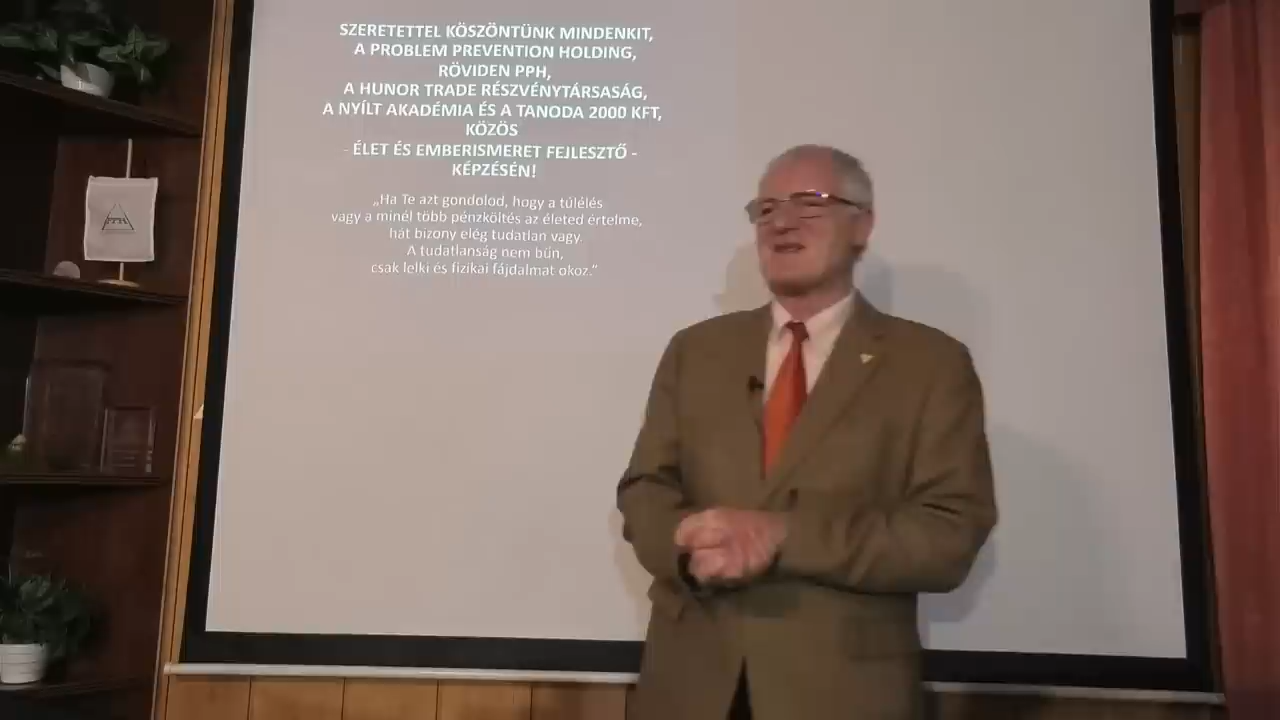 SZERETETTEL KÖSZÖNTÜNK MINDENKIT,
A PROBLEM PREVENTION HOLDING,
RÖVIDEN PPH,
A HUNOR TRADE RÉSZVÉNYTÁRSASÁG,
A NYÍLT AKADÉMIA ÉS A TANODA 2000 KFT,
KÖZÖS
- ÉLET ÉS EMBERISMERET FEJLESZTŐ -
KÉPZÉSÉN!
„Ha Te azt gondolod, hogy a túlélés
vagy a minél több pénzköltés az életed értelme,
hát bizony elég tudatlan vagy.
A tudatlanság nem bűn,
csak lelki és fizikai fájdalmat okoz.”
PPH